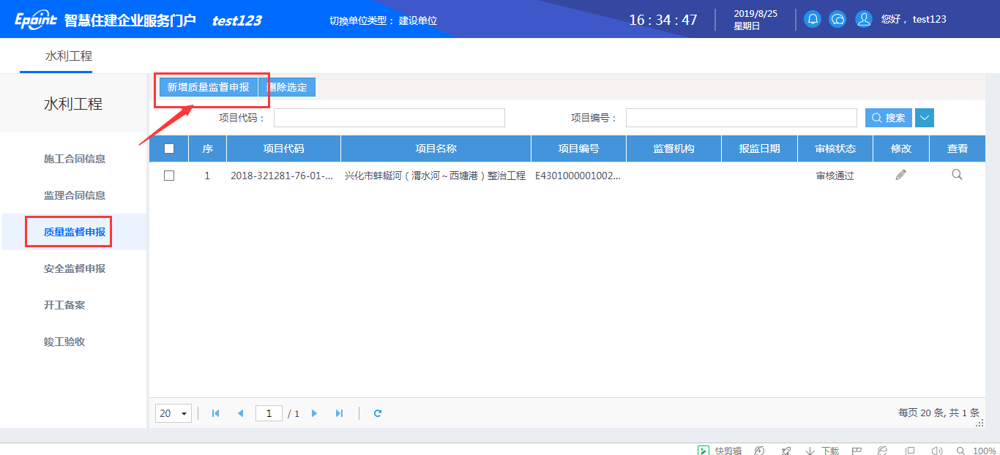 Epoint 智慧住建企业服务门户 test123 切换单位类型： 建设单位 16 : 34 : 47 2019/8/25 您好， test123
星期日
水利工程
水利工程
施工合同信息
监理合同信息
质量监督申报
安全监督申报
开工备案
竣工验收
新增质量监督申报 删除选定
项目代码： 项目编号： 搜索
序 项目代码 项目名称 项目编号 监督机构 报监日期 审核状态 修改 查看
1 2018-321281-76-01-... 兴化市蚌蜒河（渭水河～西塘港）整治工程 E4301000001002... 审核通过
20 1 / 1 每页 20 条, 共 1 条
快剪辑 下载 100%